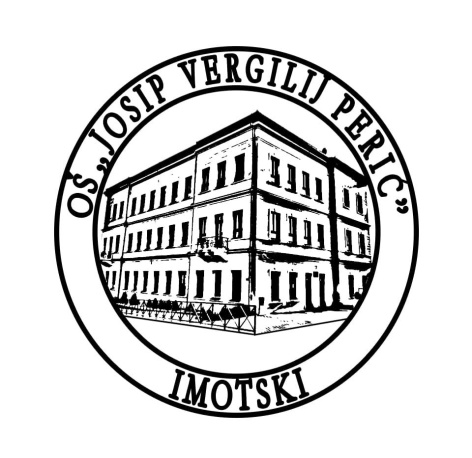 OŠ „JOSIP VERGILIJ PERIĆ”
IMOTSKI